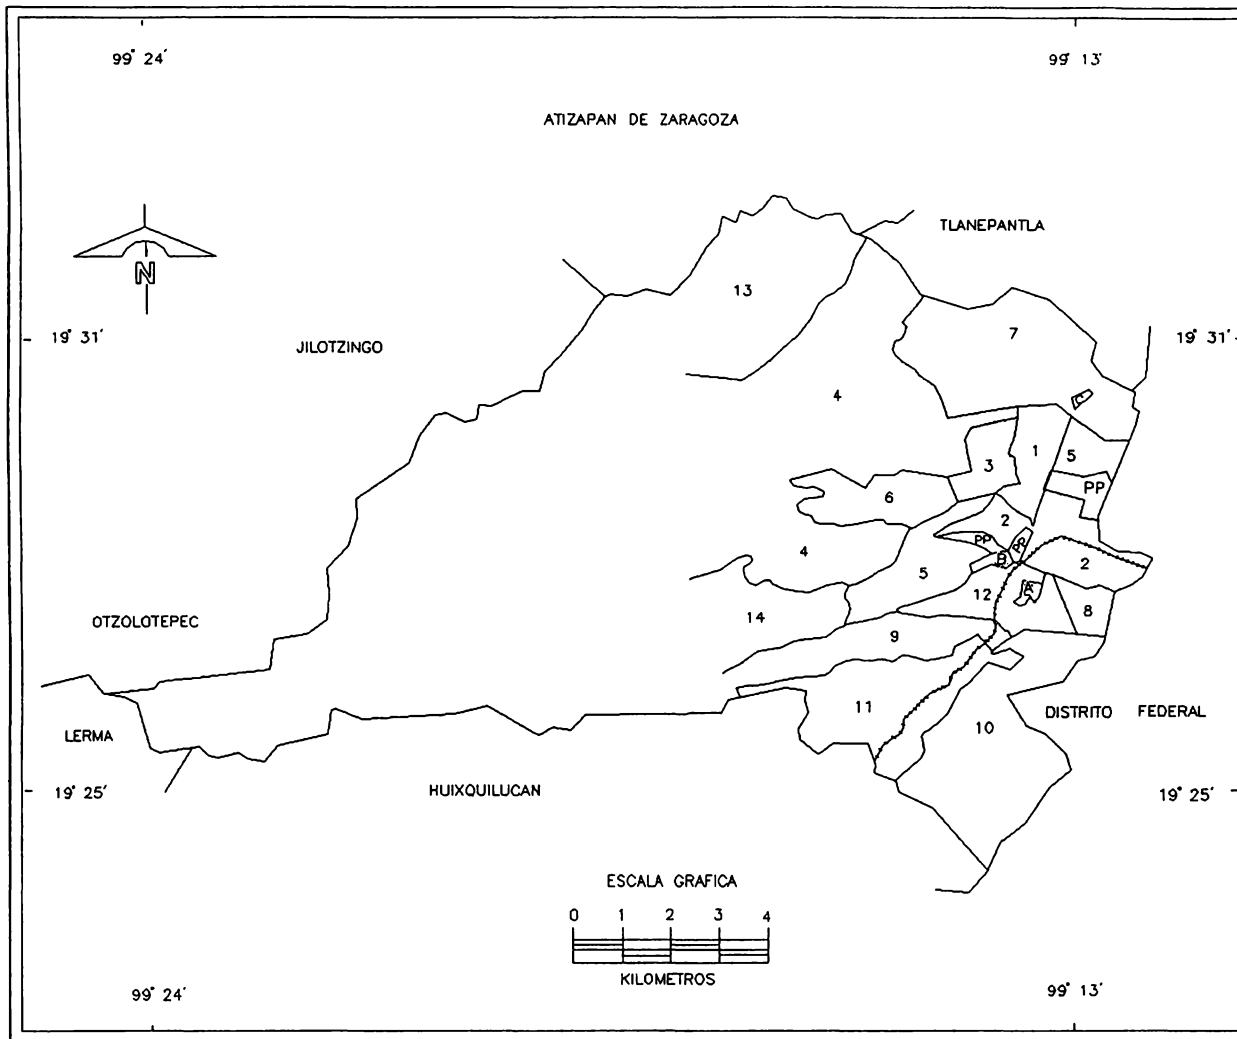 99° 24'
99° 13'
ATIZAPAN DE ZARAGOZA
TLANEPANTLA
N
13
19° 31'
7
19° 31'
JILOTZINGO
4
C
1
5
3
PP
6
2
PP
PP
B
4
5
2
12
A
8
14
OTZOLOTEPEC
9
11
DISTRITO FEDERAL
10
LERMA
HUIXQUILUCAN
19° 25'
19° 25'
ESCALA GRAFICA
0 1 2 3 4
KILOMETROS
99° 24'
99° 13'